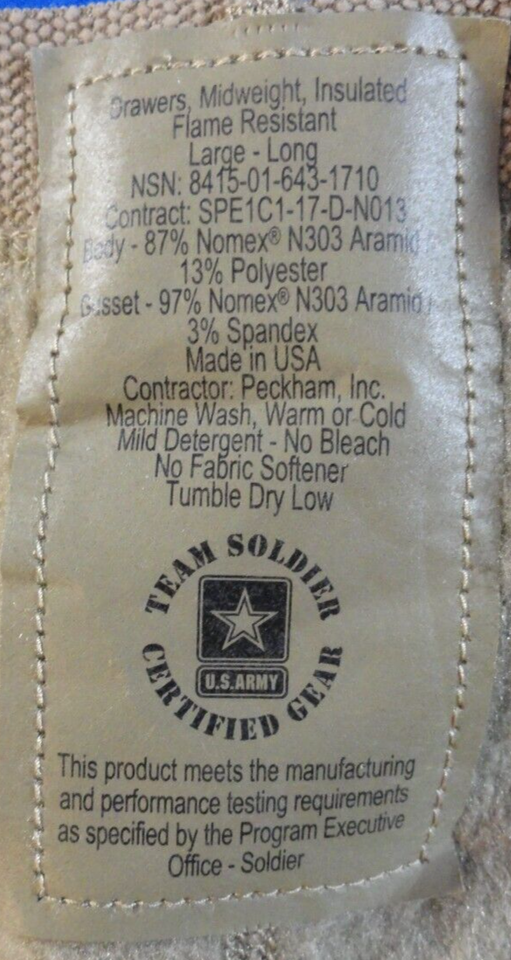 Drawers, Midweight, Insulated
Flame Resistant
Large - Long
NSN: 8415-01-643-1710
Contract: SPE1C1-17-D-N013
Body - 87% Nomex® N303 Aramid
13% Polyester
Gusset - 97% Nomex® N303 Aramid
3% Spandex
Made in USA
Contractor: Peckham, Inc.
Machine Wash, Warm or Cold
Mild Detergent - No Bleach
No Fabric Softener
Tumble Dry Low
TEAM SOLDIER
U.S.ARMY
CERTIFIED GEAR
This product meets the manufacturing
and performance testing requirements
as specified by the Program Executive
Office - Soldier